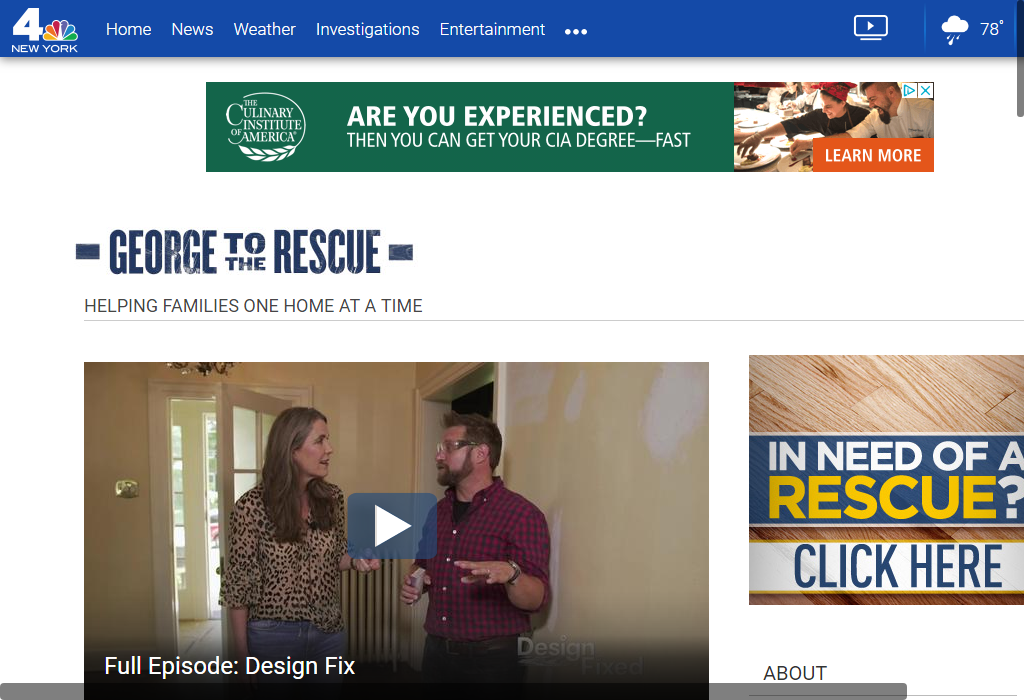 4
NEW YORK
Home News Weather Investigations Entertainment
78°
THE CULINARY INSTITUTE OF AMERICA®
ARE YOU EXPERIENCED?
THEN YOU CAN GET YOUR CIA DEGREE—FAST
LEARN MORE
GEORGE TO THE RESCUE
HELPING FAMILIES ONE HOME AT A TIME
IN NEED OF A
RESCUE?
CLICK HERE
Design
Fixed
Full Episode: Design Fix
ABOUT